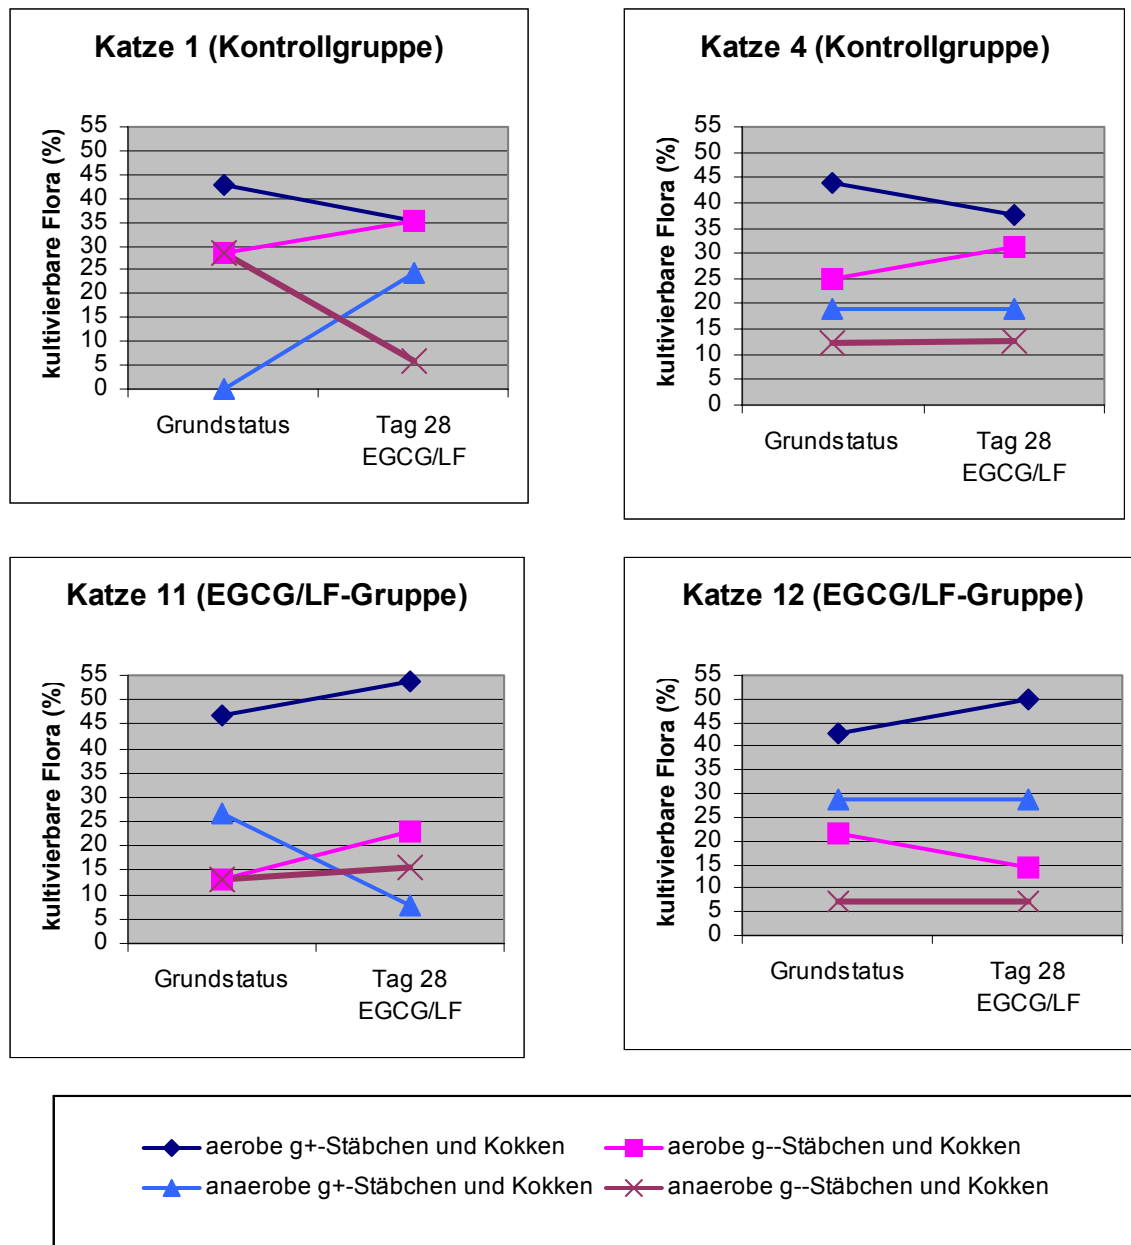 Katze 1 (Kontrollgruppe)
kultivierbare Flora (%)
55
50
45
40
35
30
25
20
15
10
5
0
Grundstatus
Tag 28
EGCG/LF
Katze 4 (Kontrollgruppe)
kultivierbare Flora (%)
55
50
45
40
35
30
25
20
15
10
5
0
Grundstatus
Tag 28
EGCG/LF
Katze 11 (EGCG/LF-Gruppe)
kultivierbare Flora (%)
55
50
45
40
35
30
25
20
15
10
5
0
Grundstatus
Tag 28
EGCG/LF
Katze 12 (EGCG/LF-Gruppe)
kultivierbare Flora (%)
55
50
45
40
35
30
25
20
15
10
5
0
Grundstatus
Tag 28
EGCG/LF
aerobe g+-Stäbchen und Kokken
aerobe g--Stäbchen und Kokken
anaerobe g+-Stäbchen und Kokken
anaerobe g--Stäbchen und Kokken